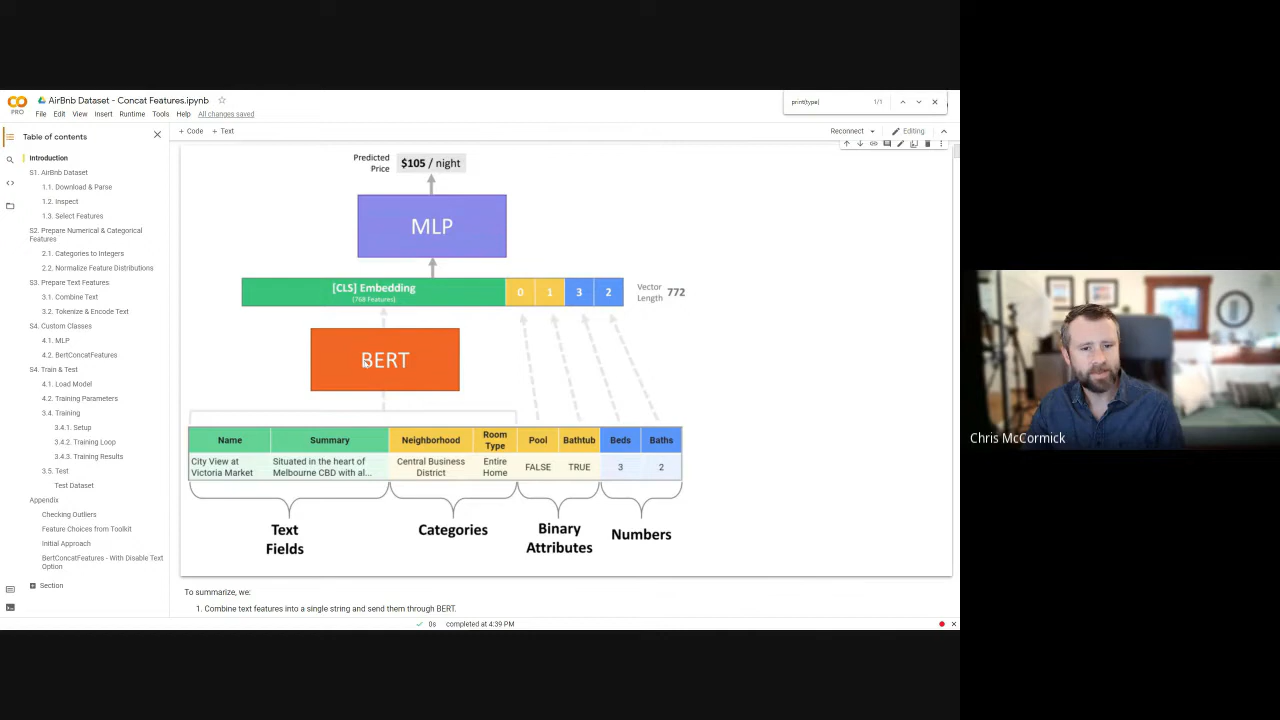 AirBnb Dataset - Concat Features.ipynb
PRO
File Edit View Insert Runtime Tools Help All changes saved
print(type| 1/1
+ Code + Text
Reconnect Editing
Table of contents
Introduction
S1. AirBnb Dataset
1.1. Download & Parse
1.2. Inspect
1.3. Select Features
S2. Prepare Numerical & Categorical
Features
2.1. Categories to Integers
2.2. Normalize Feature Distributions
S3. Prepare Text Features
3.1. Combine Text
3.2. Tokenize & Encode Text
S4. Custom Classes
4.1. MLP
4.2. BertConcatFeatures
S4. Train & Test
4.1. Load Model
4.2. Training Parameters
3.4. Training
3.4.1. Setup
3.4.2. Training Loop
3.4.3. Training Results
3.5. Test
Test Dataset
Appendix
Checking Outliers
Feature Choices from Toolkit
Initial Approach
BertConcatFeatures - With Disable Text
Option
Section
Predicted
Price
$105 / night
MLP
[CLS] Embedding
(768 Features)
0 1 3 2
Vector
Length 772
BERT
Name Summary Neighborhood Room
Type Pool Bathtub Beds Baths
City View at
Victoria Market
Situated in the heart of
Melbourne CBD with al...
Central Business
District
Entire
Home
FALSE TRUE 3 2
Text
Fields
Categories
Binary
Attributes
Numbers
To summarize, we:
1. Combine text features into a single string and send them through BERT.
0s completed at 4:39 PM
Chris McCormick